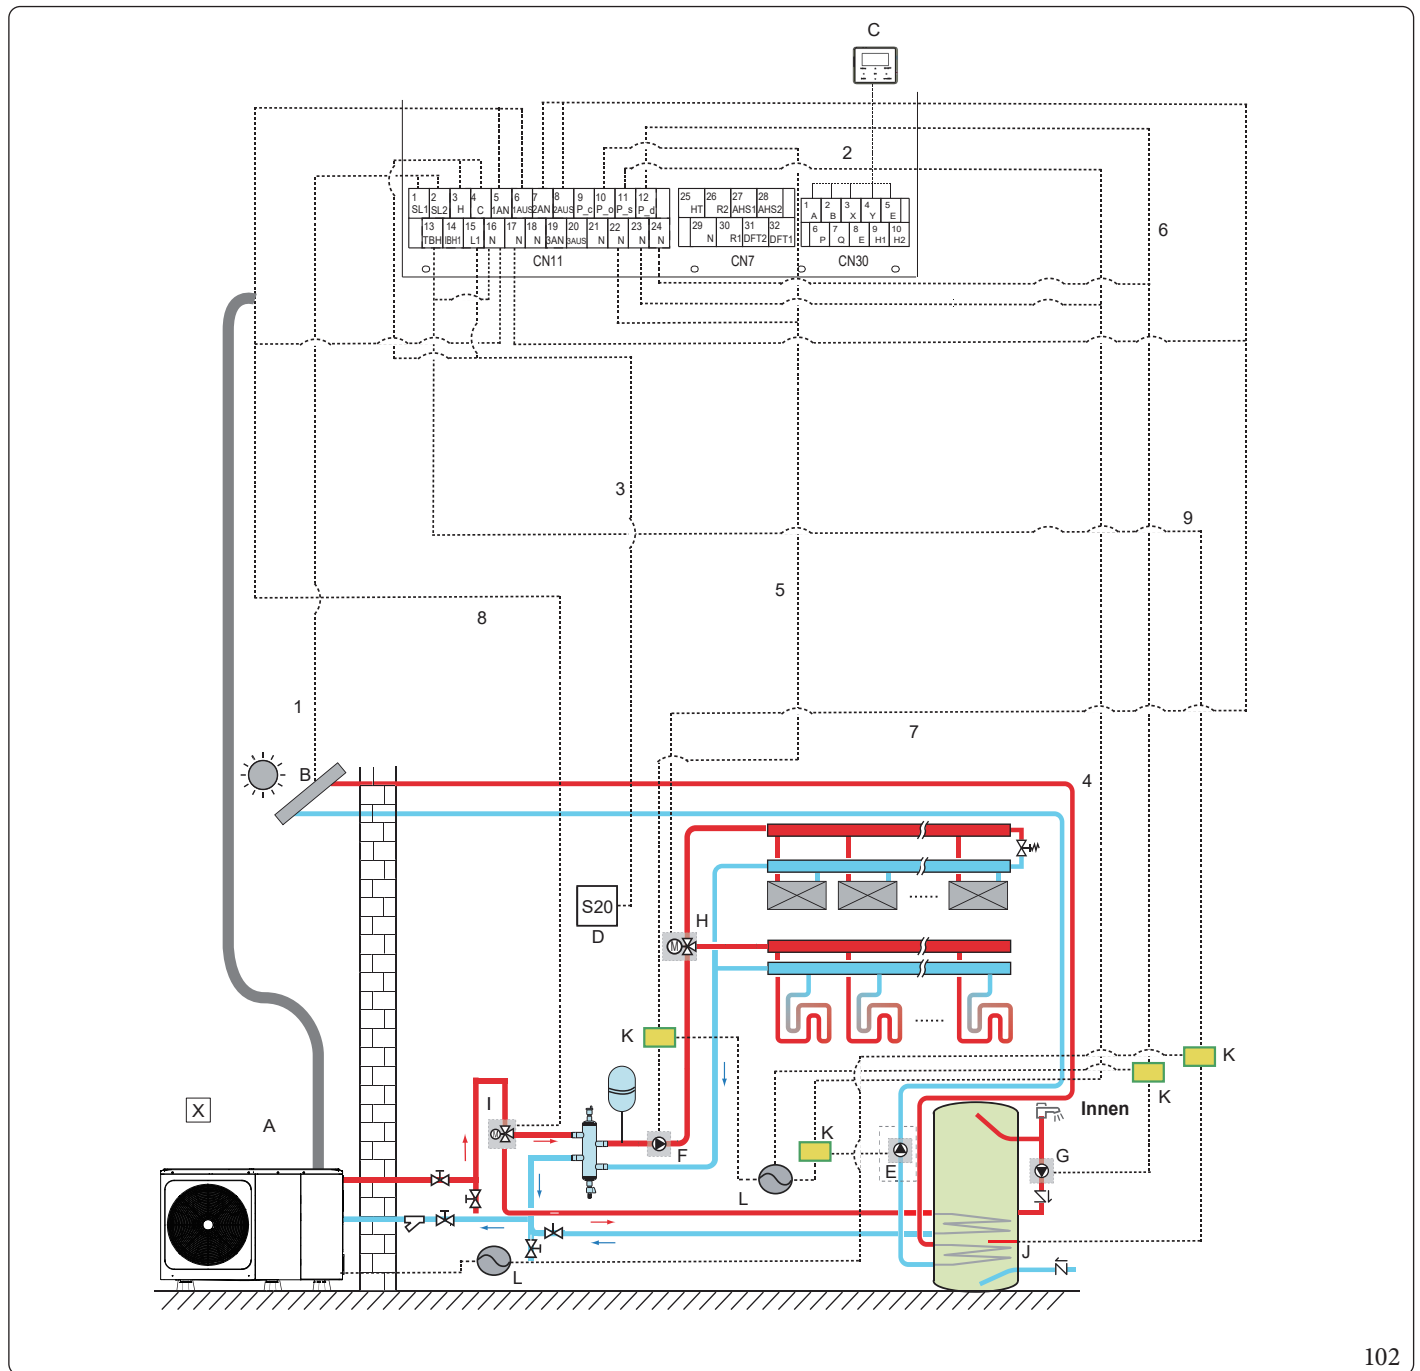 C
2
1 2 3 4 5 6 7 8 9 10 11 12
SL1 SL2 H C 1AN 1AUS 2AN 2AUS P_c P_o P_s P_d
13 14 15 16 17 18 19 20 21 22 23 24
TBH IBH1 L1 N N N 3AN 3AUS N N N N
CN11
25 26 27 28
HT R2 AHS1 AHS2
29 30 31 32
N R1 DFT2 DFT1
CN7
1 2 3 4 5
A B X Y E
6 7 8 9 10
P Q E H1 H2
CN30
6
3
9
5
8
1
7
B
4
S20
D
H
M
K
K
K
Innen
X
A
I
M
K
F
E
G
L
J
L
102